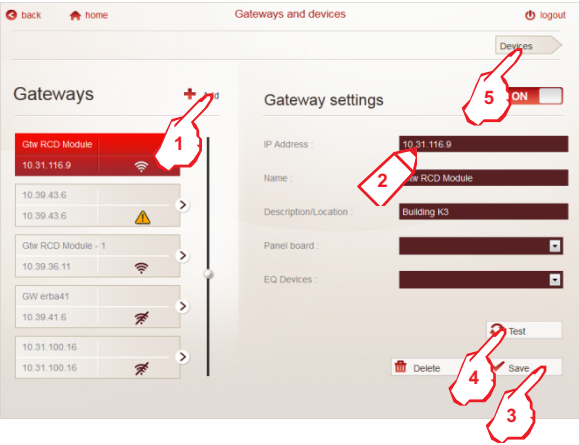 back
home
Gateways and devices
logout
Devices
Gateways
Add
Gateway settings
ON
5
1
Gtw RCD Module
10.31.116.9
10.39.43.6
10.39.43.6
Gtw RCD Module - 1
10.39.36.11
GW erba41
10.39.41.6
10.31.100.16
10.31.100.16
IP Address :
10.31.116.9
2
Name :
Gtw RCD Module
Description/Location :
Building K3
Panel board :
EQ Devices :
Test
Delete
Save
4
3